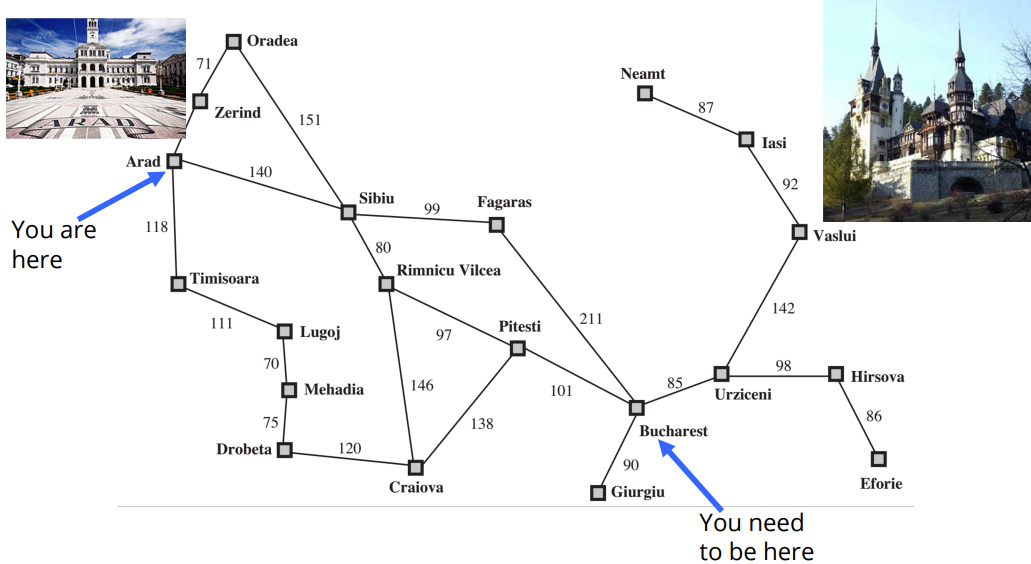 Oradea
71
Neamt
87
Zerind
151
ARAD
Iasi
Arad
140
92
Sibiu
99
Fagaras
You are
here
118
80
Vaslui
Timisoara
Rimnicu Vilcea
142
111
Lugoj
97
Pitesti
211
70
98
Mehadia
146
101
85
Hirsova
Urziceni
75
138
86
Drobeta
120
Bucharest
90
Craiova
Giurgiu
Eforie
You need
to be here